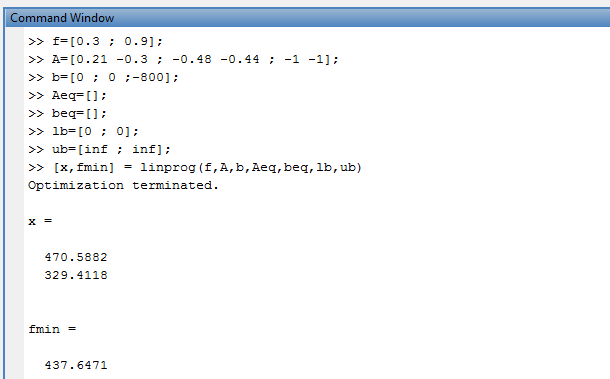 Command Window
>> f=[0.3 ; 0.9];
>> A=[0.21 -0.3 ; -0.48 -0.44 ; -1 -1];
>> b=[0 ; 0 ;-800];
>> Aeq=[];
>> beq=[];
>> lb=[0 ; 0];
>> ub=[inf ; inf];
>> [x,fmin] = linprog(f,A,b,Aeq,beq,lb,ub)
Optimization terminated.
x =
470.5882
329.4118
fmin =
437.6471